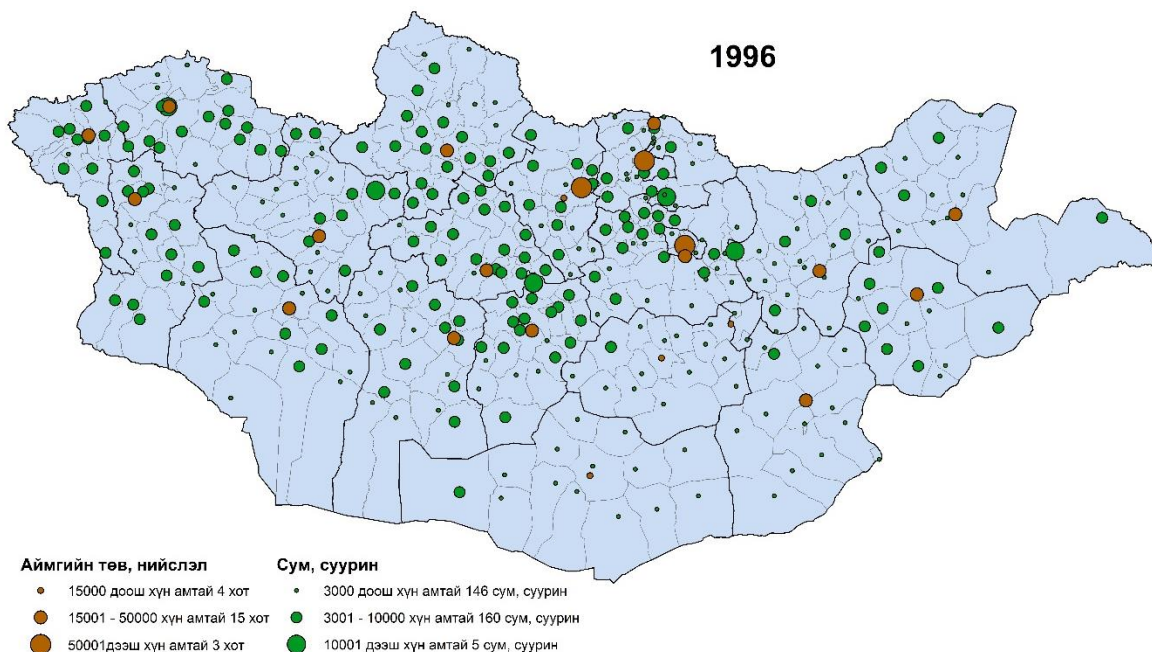 1996
Аймгийн төв, нийслэл
15000 доош хүн амтай 4 хот
15001 - 50000 хүн амтай 15 хот
50001дээш хүн амтай 3 хот
Сум, суурин
3000 доош хүн амтай 146 сум, суурин
3001 - 10000 хүн амтай 160 сум, суурин
10001 дээш хүн амтай 5 сум, суурин